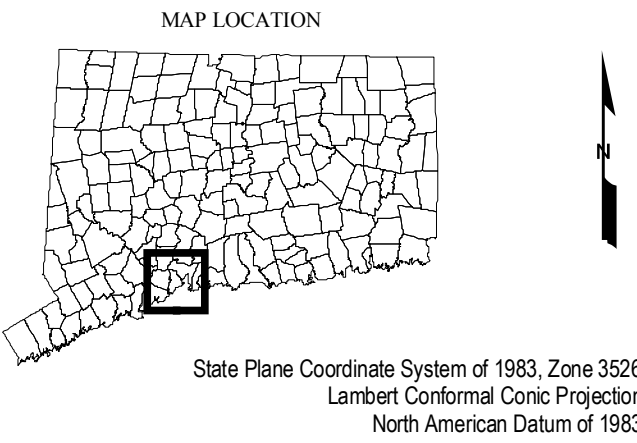 MAP LOCATION
N
State Plane Coordinate System of 1983, Zone 3526
Lambert Conformal Conic Projection
North American Datum of 1983